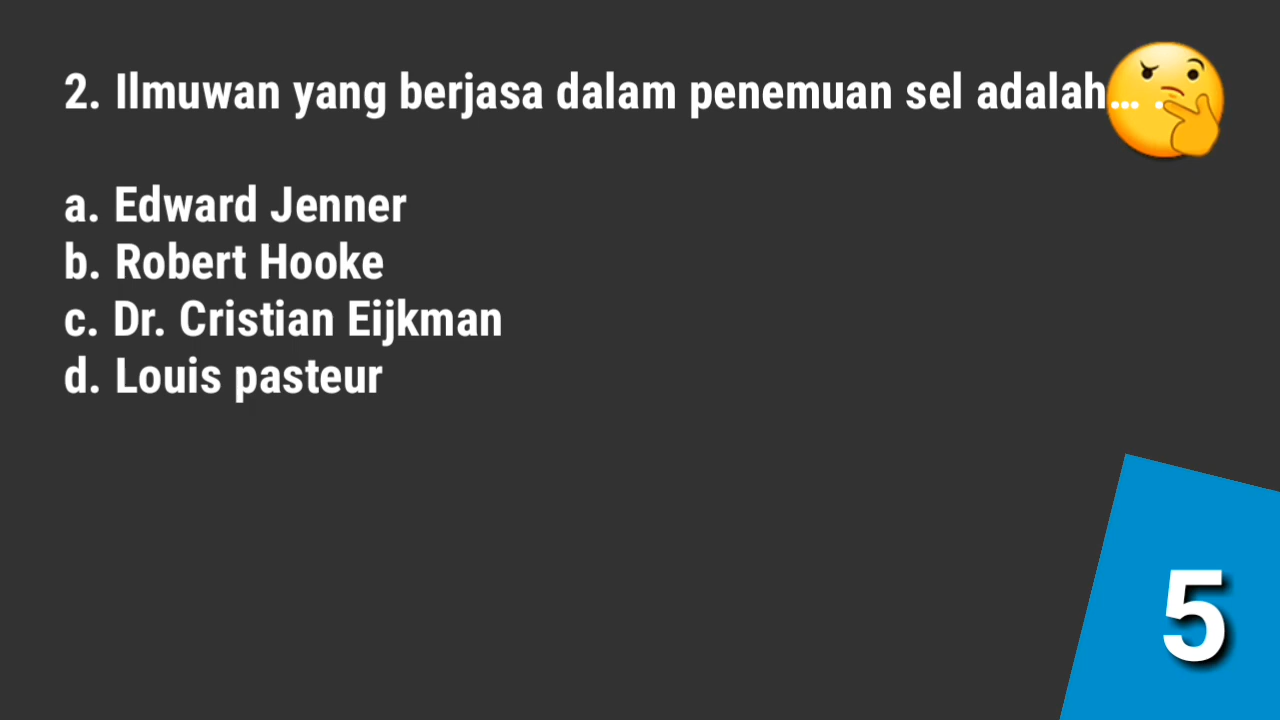 2. Ilmuwan yang berjasa dalam penemuan sel adalah... .
a. Edward Jenner
b. Robert Hooke
c. Dr. Cristian Eijkman
d. Louis pasteur
5